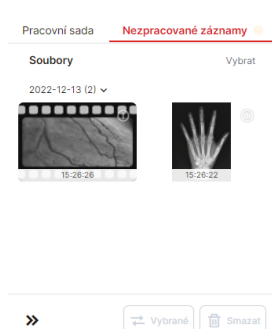 Pracovní sada Nezpracované záznamy
Soubory Vybrat
2022-12-13 (2)
15:26:26 15:26:22
Vybrané Smazat